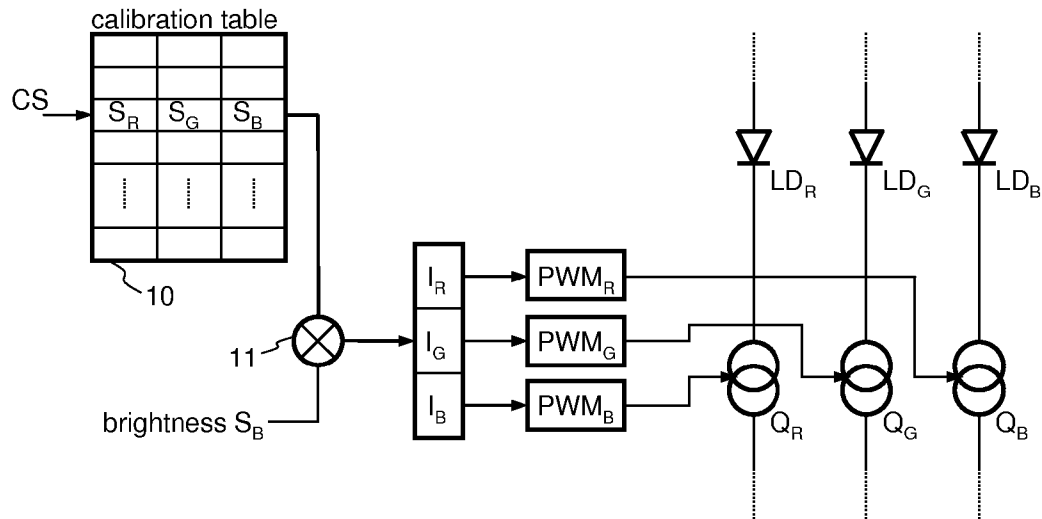 calibration table
CS
S_R S_G S_B
10
11
brightness S_B
I_R
I_G
I_B
PWM_R
PWM_G
PWM_B
LD_R
LD_G
LD_B
Q_R
Q_G
Q_B